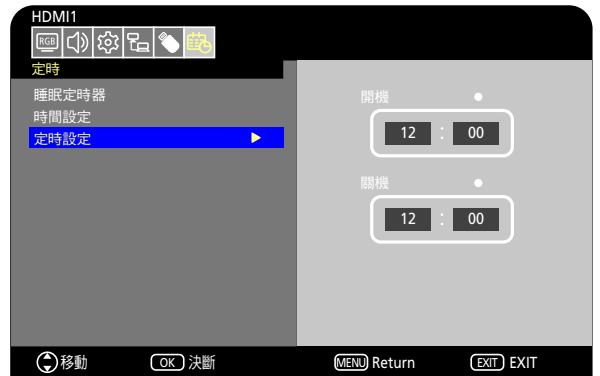 HDMI1
RGB
定時
睡眠定時器
時間設定
定時設定
開機
12 : 00
關機
12 : 00
移動 OK 決斷 MENU Return EXIT EXIT